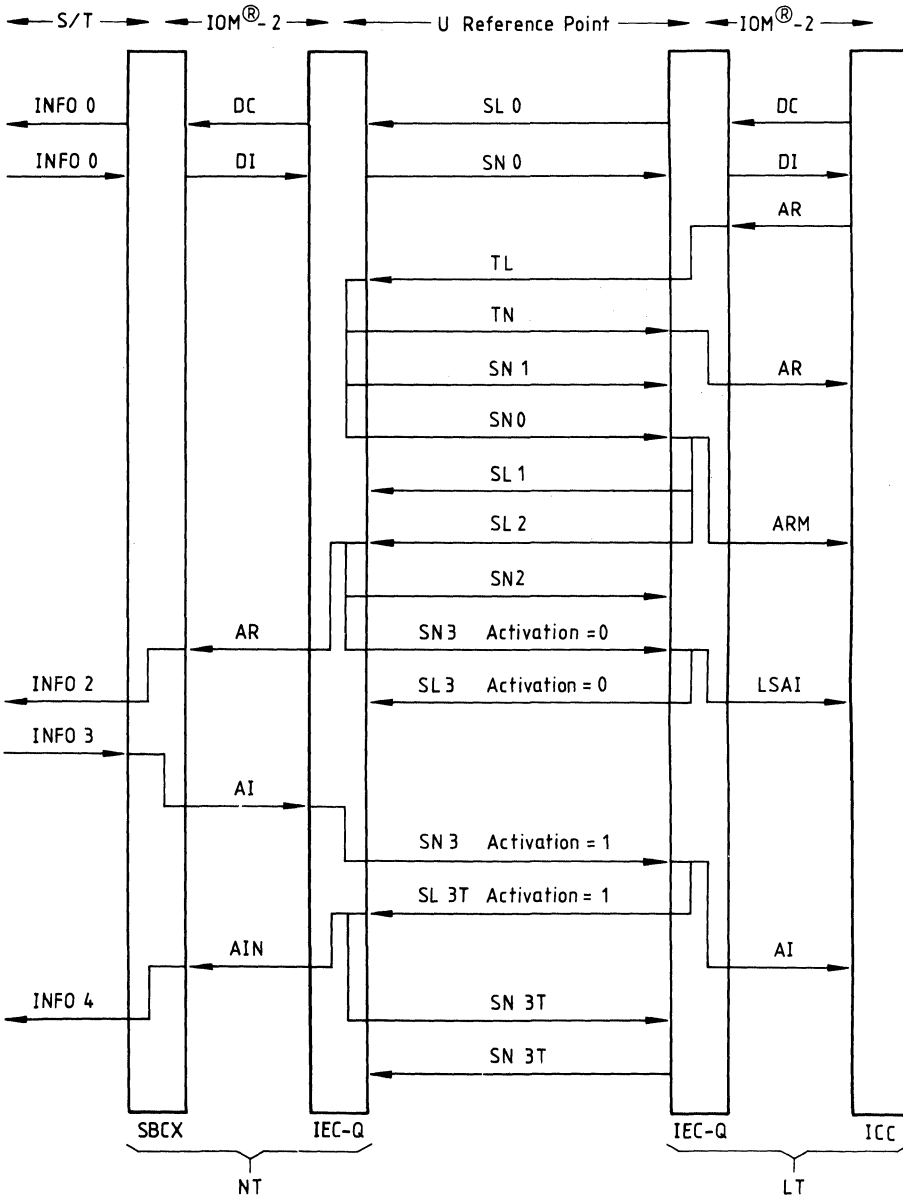 S/T IOM®-2 U Reference Point IOM®-2
INFO 0 DC SL 0 DC
INFO 0 DI SN 0 DI
AR
TL
TN
SN 1 AR
SN0
SL 1
SL 2 ARM
SN2
AR SN3 Activation =0
INFO 2 SL3 Activation = 0 LSAI
INFO 3
AI
SN3 Activation = 1
SL 3T Activation = 1
AIN AI
INFO 4 SN 3T
SN 3T
SBCX IEC-Q IEC-Q ICC
NT LT